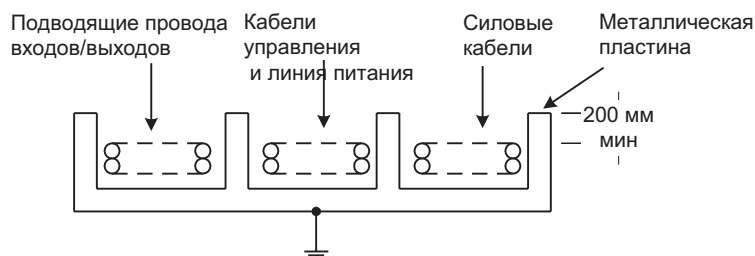 Подводящие провода
входов/выходов
Кабели
управления
и линия питания
Силовые
кабели
Металлическая
пластина
200 мм
мин